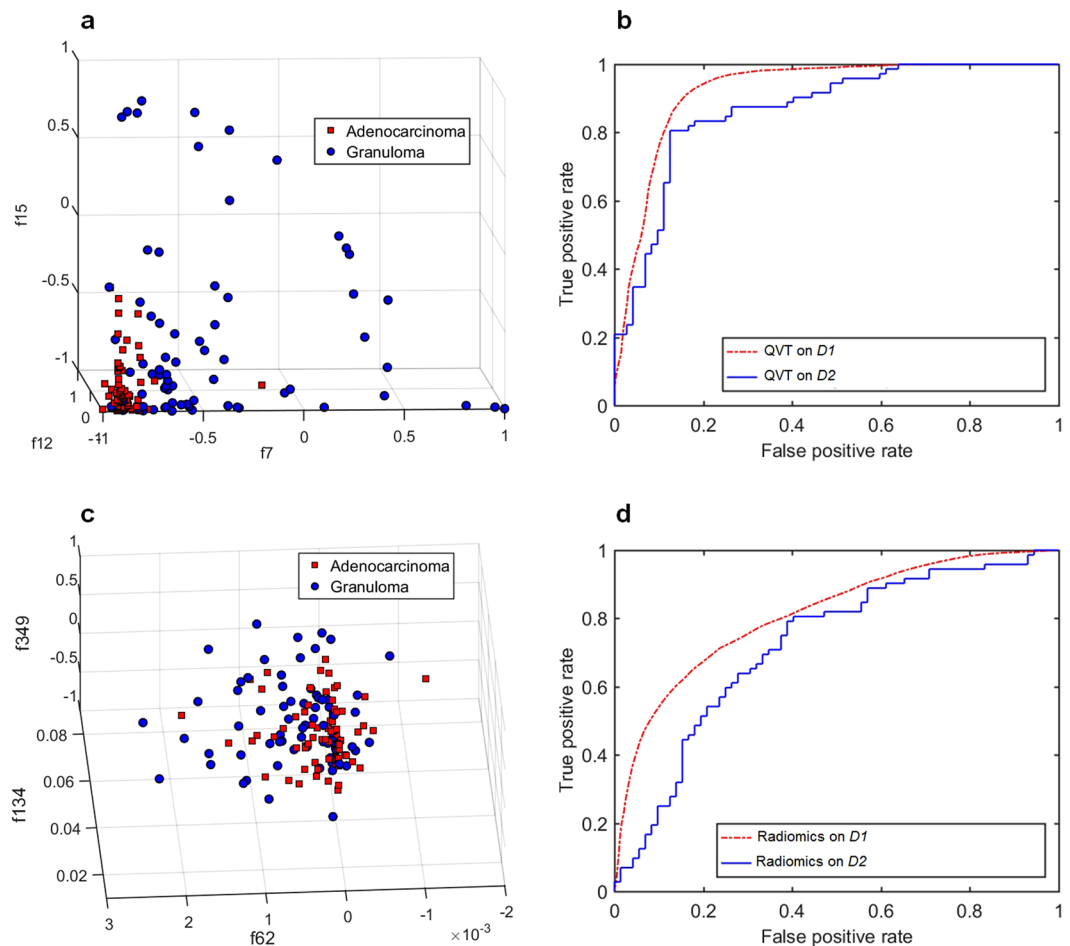 a
1
0.5
0
-0.5
-1
f15
1
0
f12
-11
-0.5
0
0.5
1
f7
Adenocarcinoma
Granuloma
b
1
0.8
0.6
0.4
0.2
0
True positive rate
0
0.2
0.4
0.6
0.8
1
False positive rate
QVT on D1
QVT on D2
c
1
0.5
0
-0.5
-1
f349
0.08
0.06
0.04
0.02
f134
3
2
1
0
-1
-2
×10-3
f62
Adenocarcinoma
Granuloma
d
1
0.8
0.6
0.4
0.2
0
True positive rate
0
0.2
0.4
0.6
0.8
1
False positive rate
Radiomics on D1
Radiomics on D2